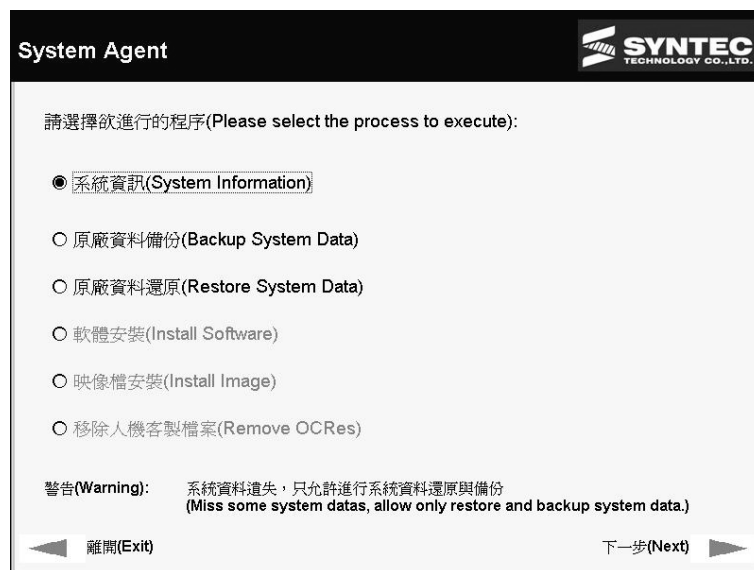 System Agent
SYNTEC
TECHNOLOGY CO.,LTD.
請選擇欲進行的程序(Please select the process to execute):
系統資訊(System Information)
原廠資料備份(Backup System Data)
原廠資料還原(Restore System Data)
軟體安裝(Install Software)
映像檔安裝(Install Image)
移除人機客製檔案(Remove OCRes)
警告(Warning): 系統資料遺失，只允許進行系統資料還原與備份
(Miss some system datas, allow only restore and backup system data.)
離開(Exit) 下一步(Next)